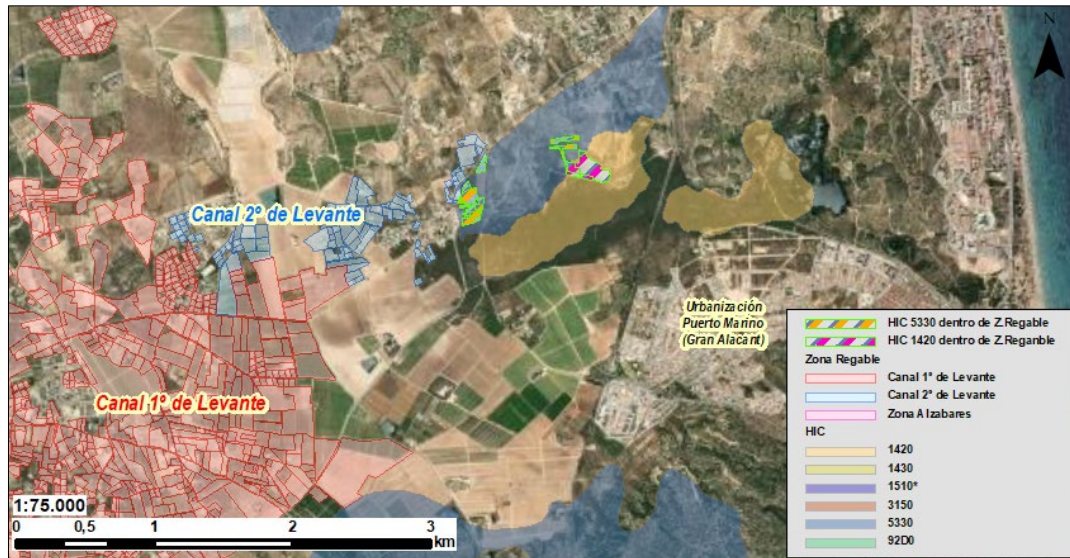 N
Canal 2º de Levante
Urbanización
Puerto Marino
(Gran Alacant)
Canal 1º de Levante
HIC 5330 dentro de Z.Regable
HIC 1420 dentro de Z.Reganble
Zona Regable
Canal 1º de Levante
Canal 2º de Levante
Zona Alzabares
HIC
1420
1430
1510*
3150
5330
92D0
1:75.000
0 0,5 1 2 3
km